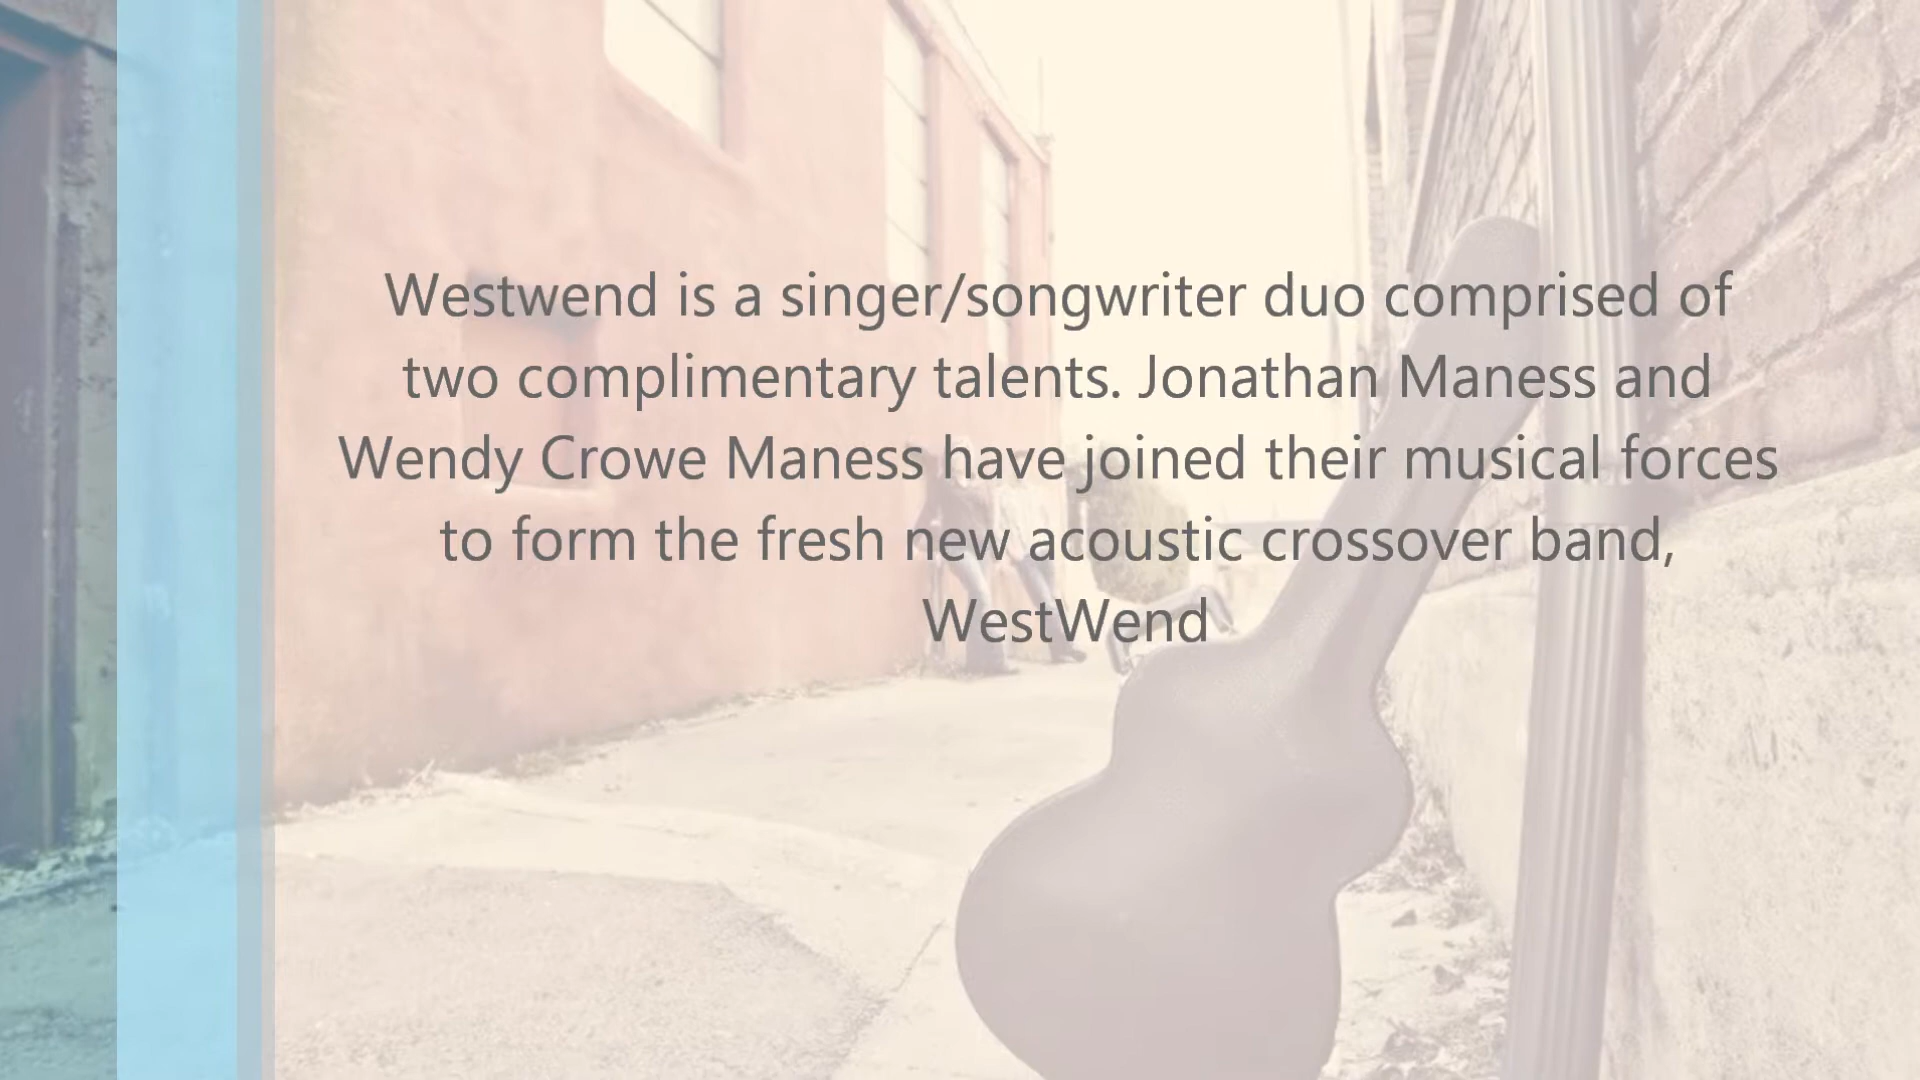 Westwend is a singer/songwriter duo comprised of
two complimentary talents. Jonathan Maness and
Wendy Crowe Maness have joined their musical forces
to form the fresh new acoustic crossover band,
WestWend